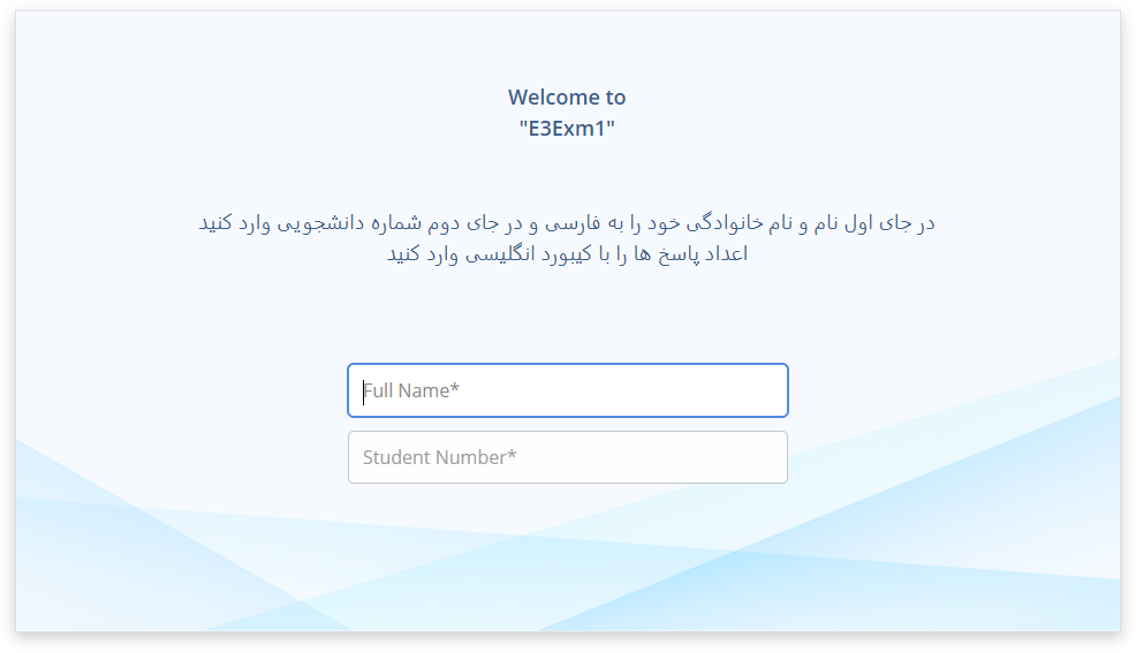 Welcome to
"E3Exm1"
در جای اول نام و نام خانوادگی خود را به فارسی و در جای دوم شماره دانشجویی وارد کنید
اعداد پاسخ ها را با کیبورد انگلیسی وارد کنید
Full Name*
Student Number*